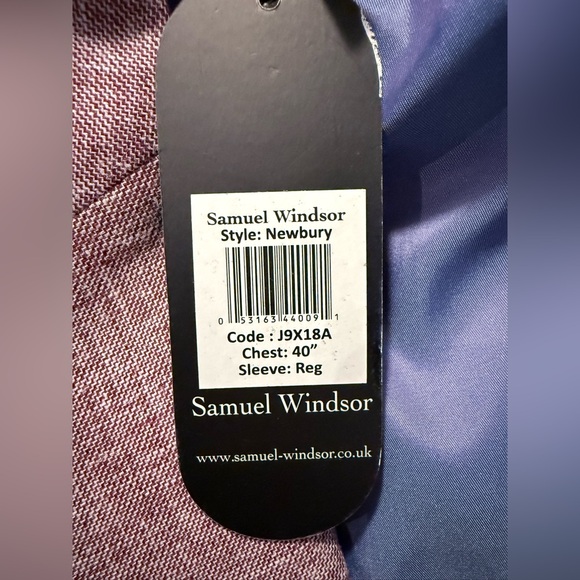 Samuel Windsor
Style: Newbury
0 53163 44009 1
Code : J9X18A
Chest: 40”
Sleeve: Reg
Samuel Windsor
www.samuel-windsor.co.uk